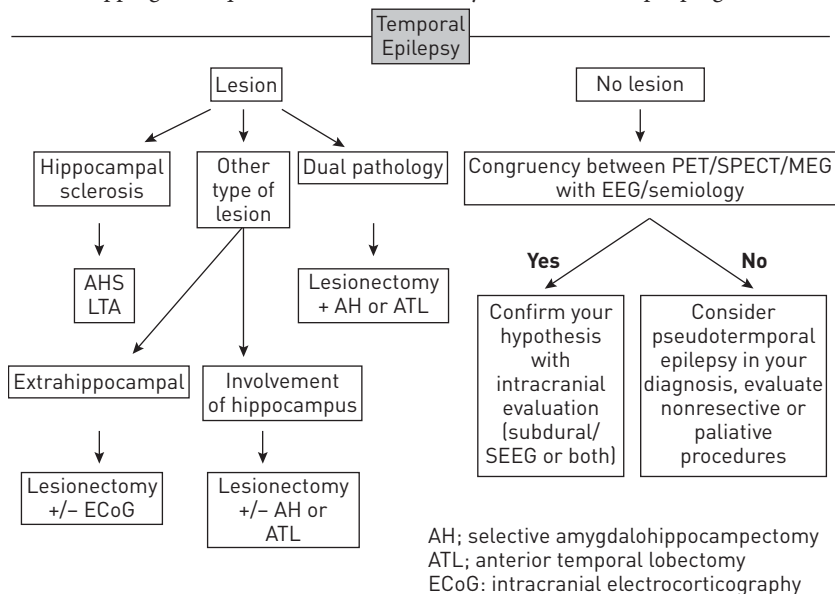 Temporal
Epilepsy
Lesion
No lesion
Hippocampal
sclerosis
Other
type of
lesion
Dual pathology
Congruency between PET/SPECT/MEG
with EEG/semiology
Yes
No
AHS
LTA
Lesionectomy
+ AH or ATL
Confirm your
hypothesis
with
intracranial
evaluation
(subdural/
SEEG or both)
Consider
pseudotermporal
epilepsy in your
diagnosis, evaluate
nonresective or
paliative
procedures
Extrahippocampal
Involvement
of hippocampus
Lesionectomy
+/– ECoG
Lesionectomy
+/– AH or
ATL
AH; selective amygdalohippocampectomy
ATL; anterior temporal lobectomy
ECoG: intracranial electrocorticography